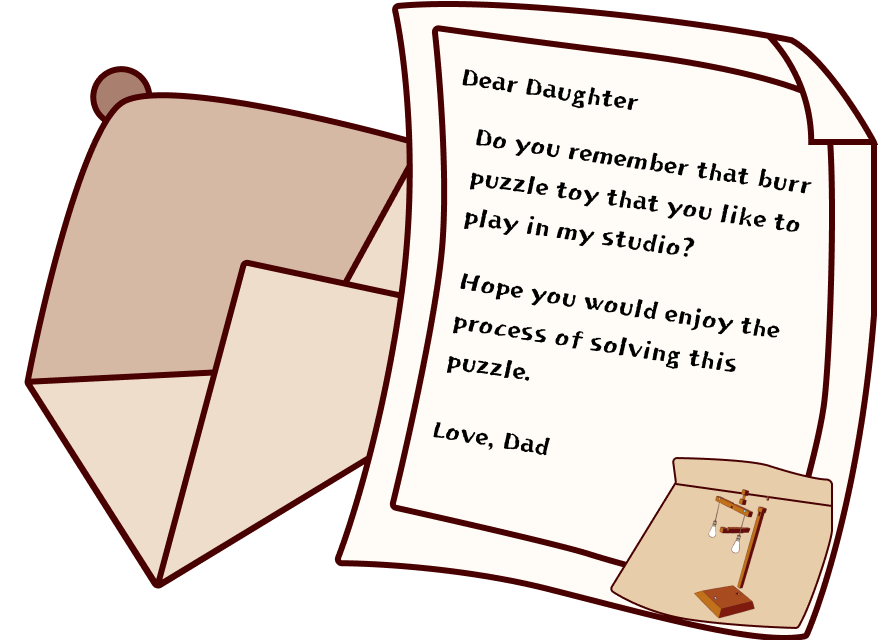 Dear Daughter
Do you remember that burr
puzzle toy that you like to
play in my studio?
Hope you would enjoy the
process of solving this
puzzle.
Love, Dad